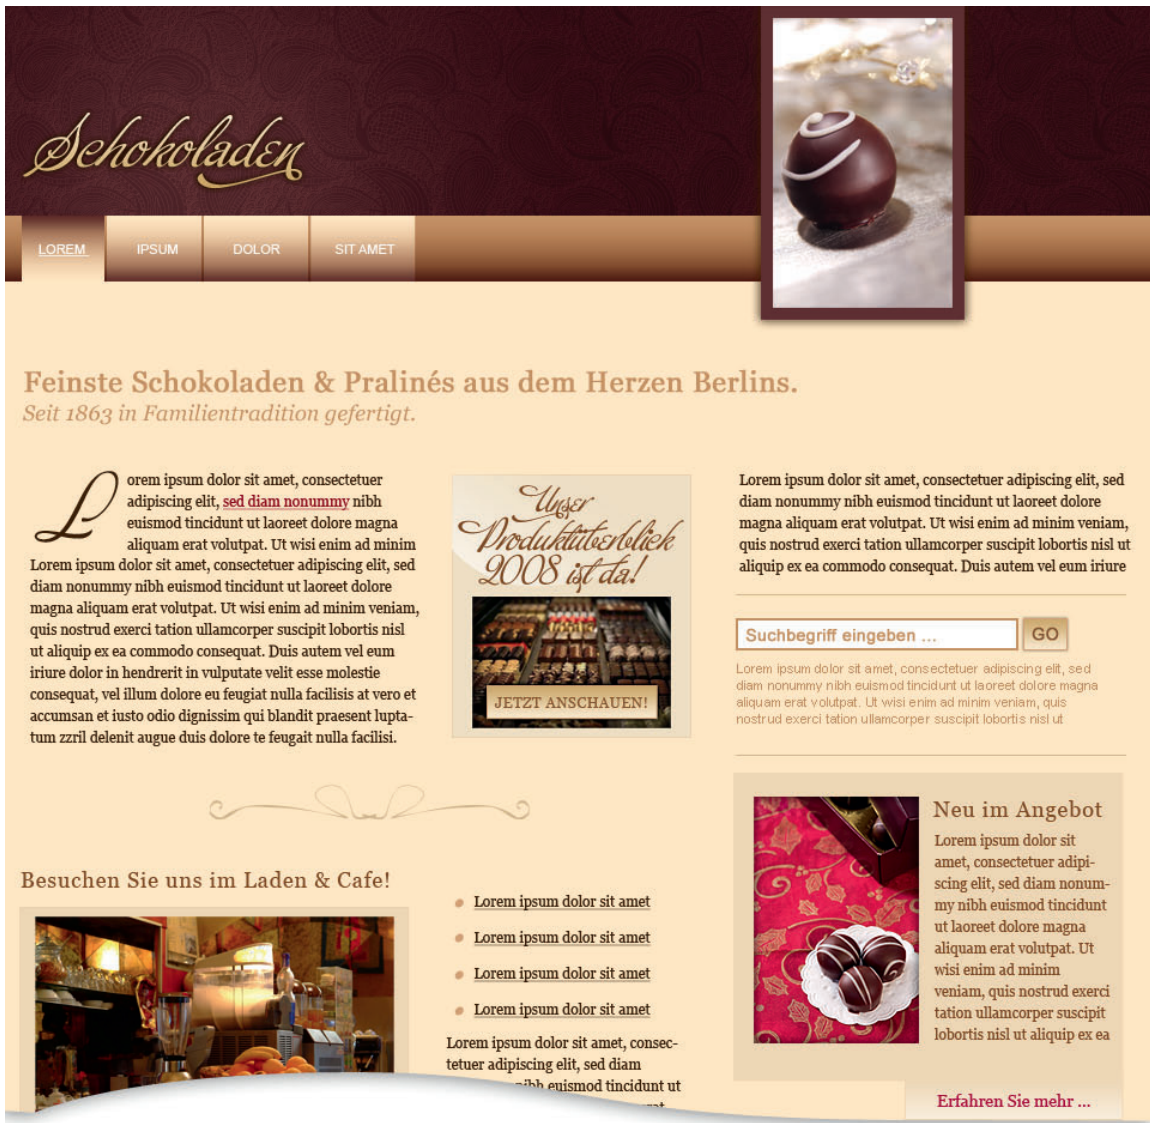 Schokoladen
LOREM
IPSUM
DOLOR
SIT AMET
Feinste Schokoladen & Pralinés aus dem Herzen Berlins.
Seit 1863 in Familientradition gefertigt.
Lorem ipsum dolor sit amet, consectetuer
adipiscing elit, sed diam nonummy nibh
euismod tincidunt ut laoreet dolore magna
aliquam erat volutpat. Ut wisi enim ad minim
Lorem ipsum dolor sit amet, consectetuer adipiscing elit, sed
diam nonummy nibh euismod tincidunt ut laoreet dolore
magna aliquam erat volutpat. Ut wisi enim ad minim veniam,
quis nostrud exerci tation ullamcorper suscipit lobortis nisl
ut aliquip ex ea commodo consequat. Duis autem vel eum
iriure dolor in hendrerit in vulputate velit esse molestie
consequat, vel illum dolore eu feugiat nulla facilisis at vero et
accumsan et iusto odio dignissim qui blandit praesent lupta-
tum zzril delenit augue duis dolore te feugait nulla facilisi.
Unser
Produktüberblick
2008 ist da!
JETZT ANSCHAUEN!
Lorem ipsum dolor sit amet, consectetuer adipiscing elit, sed
diam nonummy nibh euismod tincidunt ut laoreet dolore
magna aliquam erat volutpat. Ut wisi enim ad minim veniam,
quis nostrud exerci tation ullamcorper suscipit lobortis nisl ut
aliquip ex ea commodo consequat. Duis autem vel eum iriure
Suchbegriff eingeben ...
GO
Lorem ipsum dolor sit amet, consectetuer adipiscing elit, sed
diam nonummy nibh euismod tincidunt ut laoreet dolore magna
aliquam erat volutpat. Ut wisi enim ad minim veniam, quis
nostrud exerci tation ullamcorper suscipit lobortis nisl ut
Besuchen Sie uns im Laden & Cafe!
Lorem ipsum dolor sit amet
Lorem ipsum dolor sit amet
Lorem ipsum dolor sit amet
Lorem ipsum dolor sit amet
Lorem ipsum dolor sit amet, consec-
tetuer adipiscing elit, sed diam
nibh euismod tincidunt ut
Neu im Angebot
Lorem ipsum dolor sit
amet, consectetuer adipi-
scing elit, sed diam nonum-
my nibh euismod tincidunt
ut laoreet dolore magna
aliquam erat volutpat. Ut
wisi enim ad minim
veniam, quis nostrud exerci
tation ullamcorper suscipit
lobortis nisl ut aliquip ex ea
Erfahren Sie mehr ...